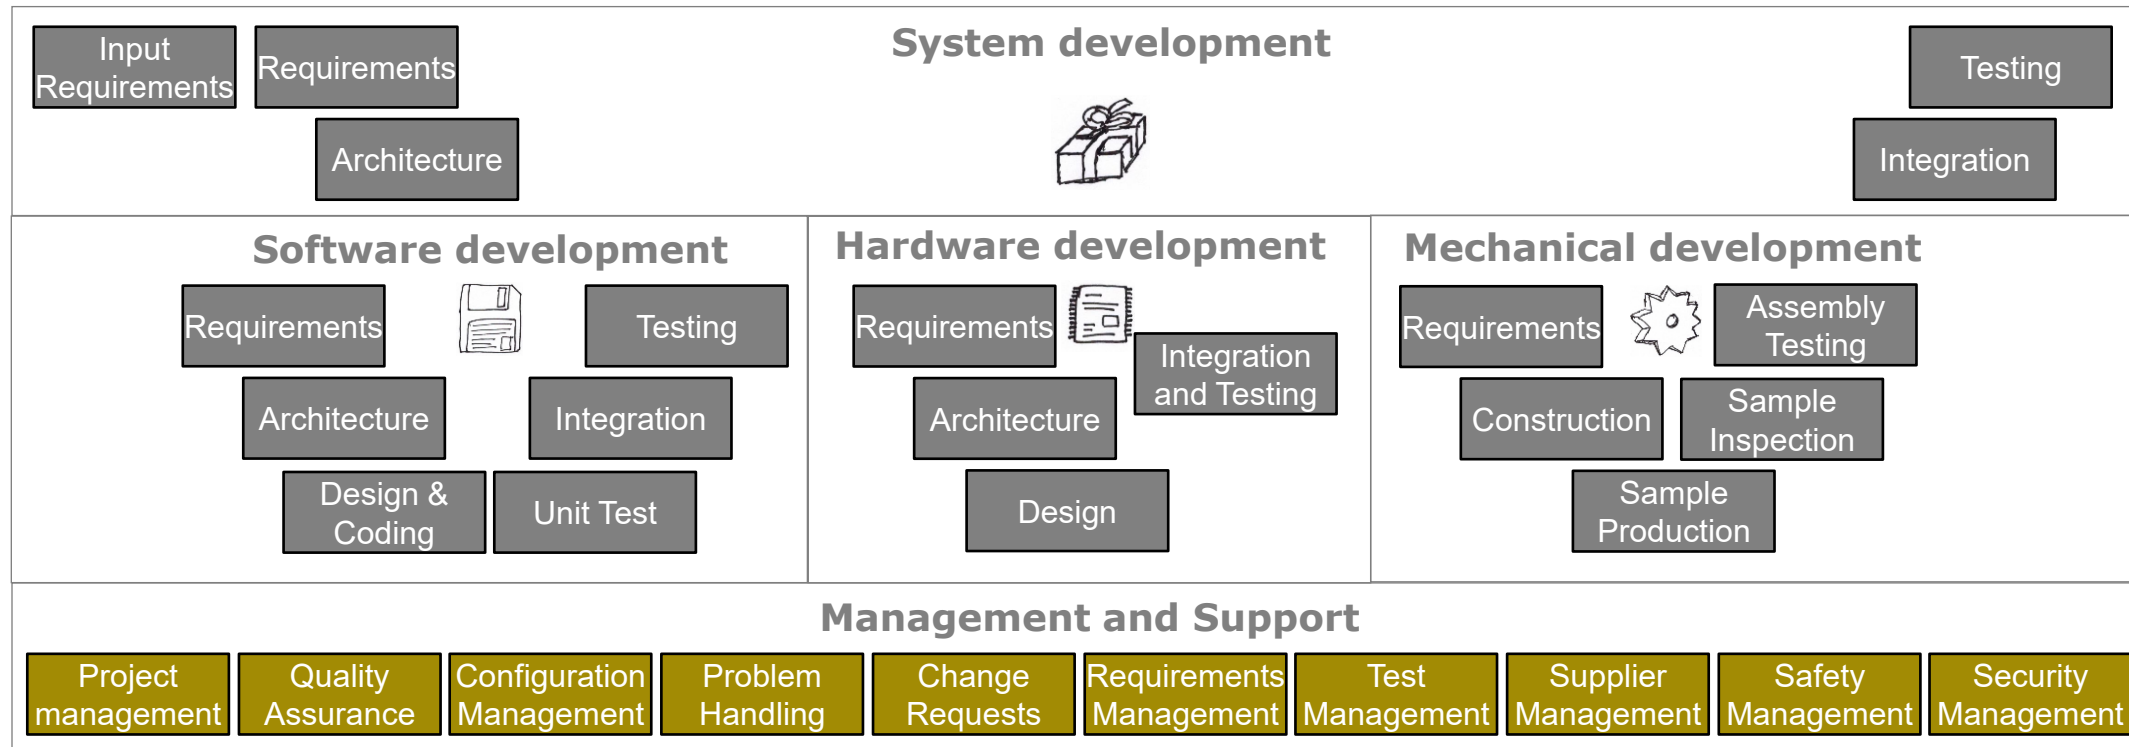 System development
Input
Requirements
Requirements
Architecture
Testing
Integration
Software development
Requirements
Testing
Architecture
Integration
Design &
Coding
Unit Test
Hardware development
Requirements
Integration
and Testing
Architecture
Design
Mechanical development
Requirements
Assembly
Testing
Construction
Sample
Inspection
Sample
Production
Management and Support
Project
management
Quality
Assurance
Configuration
Management
Problem
Handling
Change
Requests
Requirements
Management
Test
Management
Supplier
Management
Safety
Management
Security
Management